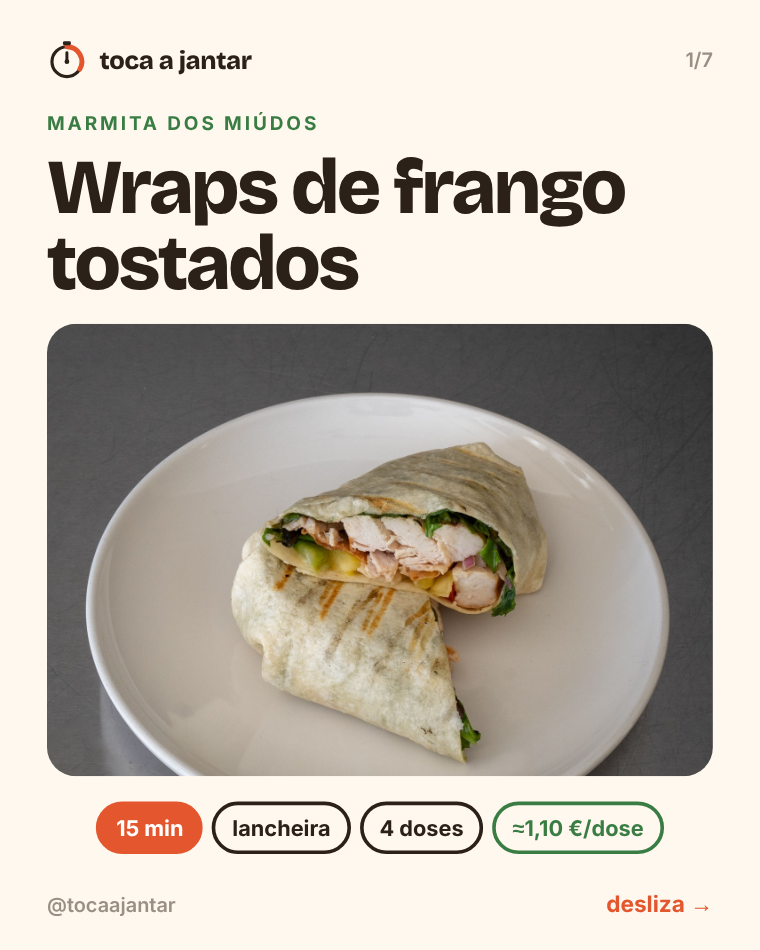 toca a jantar
1/7
MARMITA DOS MIÚDOS
Wraps de frango
tostados
15 min
lancheira
4 doses
≈1,10 €/dose
@tocaajantar
desliza →